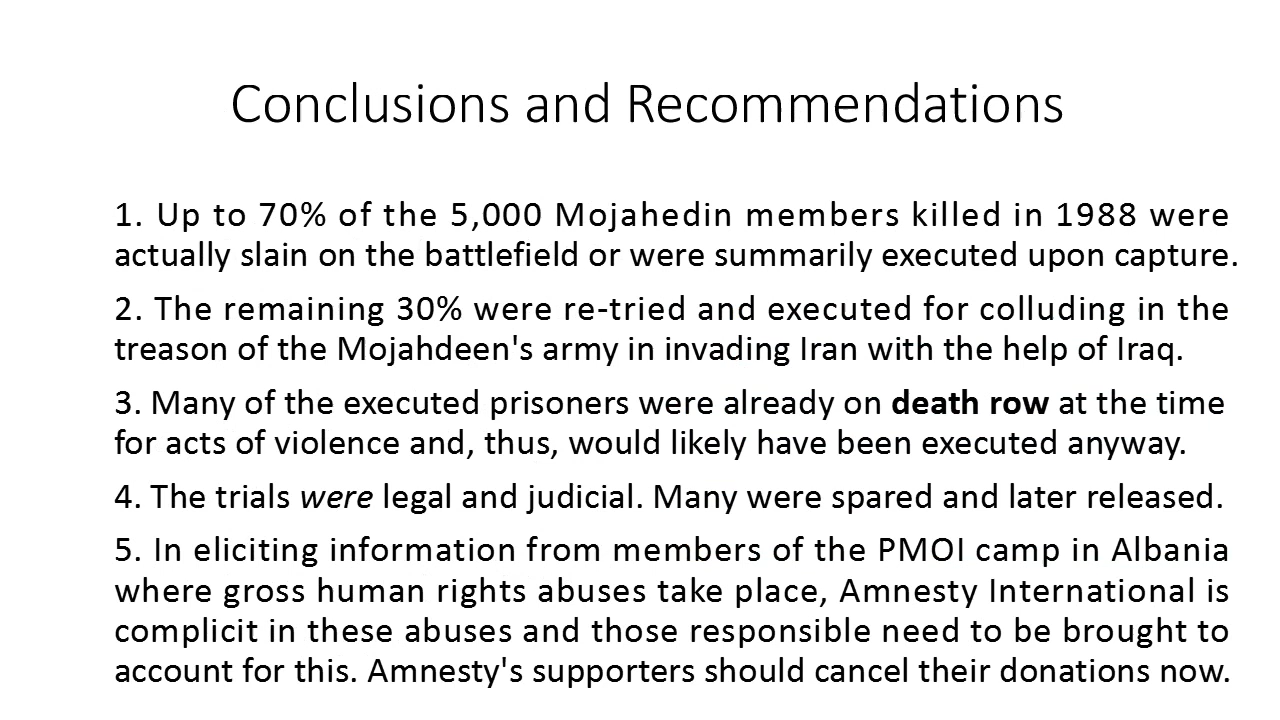 Conclusions and Recommendations
1. Up to 70% of the 5,000 Mojahedin members killed in 1988 were
actually slain on the battlefield or were summarily executed upon capture.
2. The remaining 30% were re-tried and executed for colluding in the
treason of the Mojahdeen's army in invading Iran with the help of Iraq.
3. Many of the executed prisoners were already on death row at the time
for acts of violence and, thus, would likely have been executed anyway.
4. The trials were legal and judicial. Many were spared and later released.
5. In eliciting information from members of the PMOI camp in Albania
where gross human rights abuses take place, Amnesty International is
complicit in these abuses and those responsible need to be brought to
account for this. Amnesty's supporters should cancel their donations now.